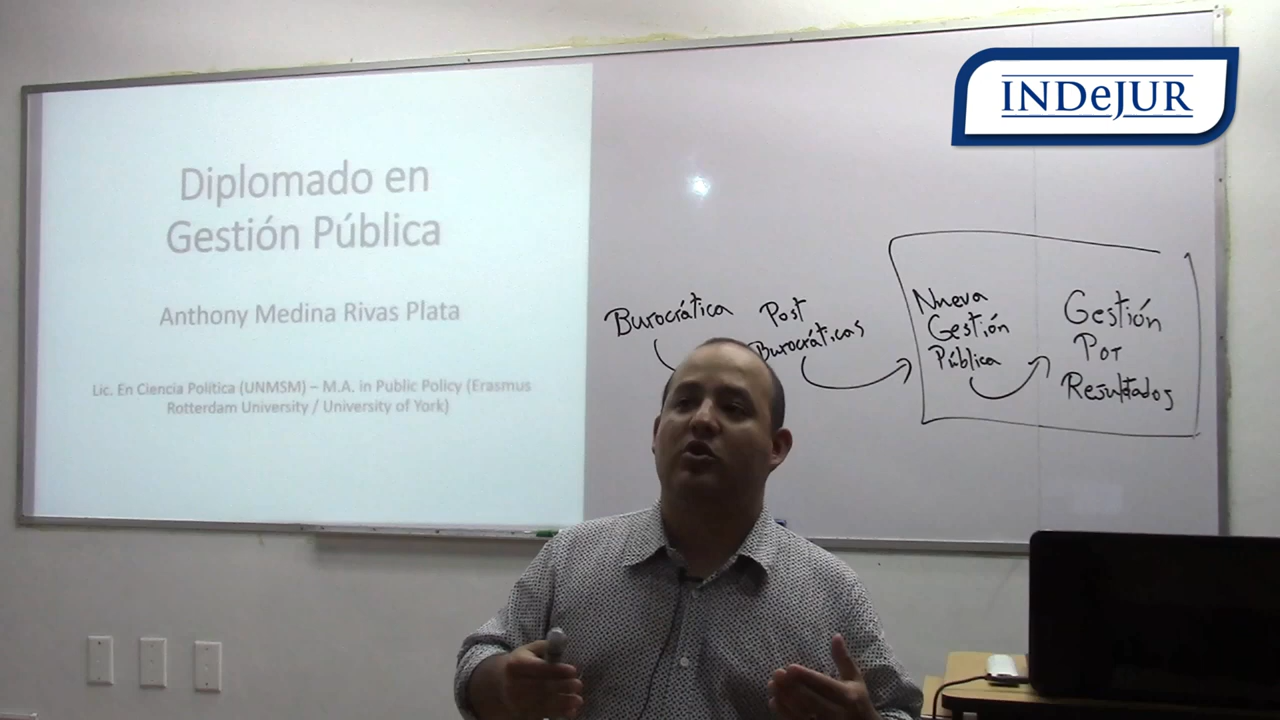 INDeJUR
Diplomado en
Gestión Pública
Anthony Medina Rivas Plata
Lic. En Ciencia Política (UNMSM) – M.A. in Public Policy (Erasmus
Rotterdam University / University of York)
Burocrática
Post
Burocráticas
Nueva
Gestión
Pública
Gestión
Por
Resultados